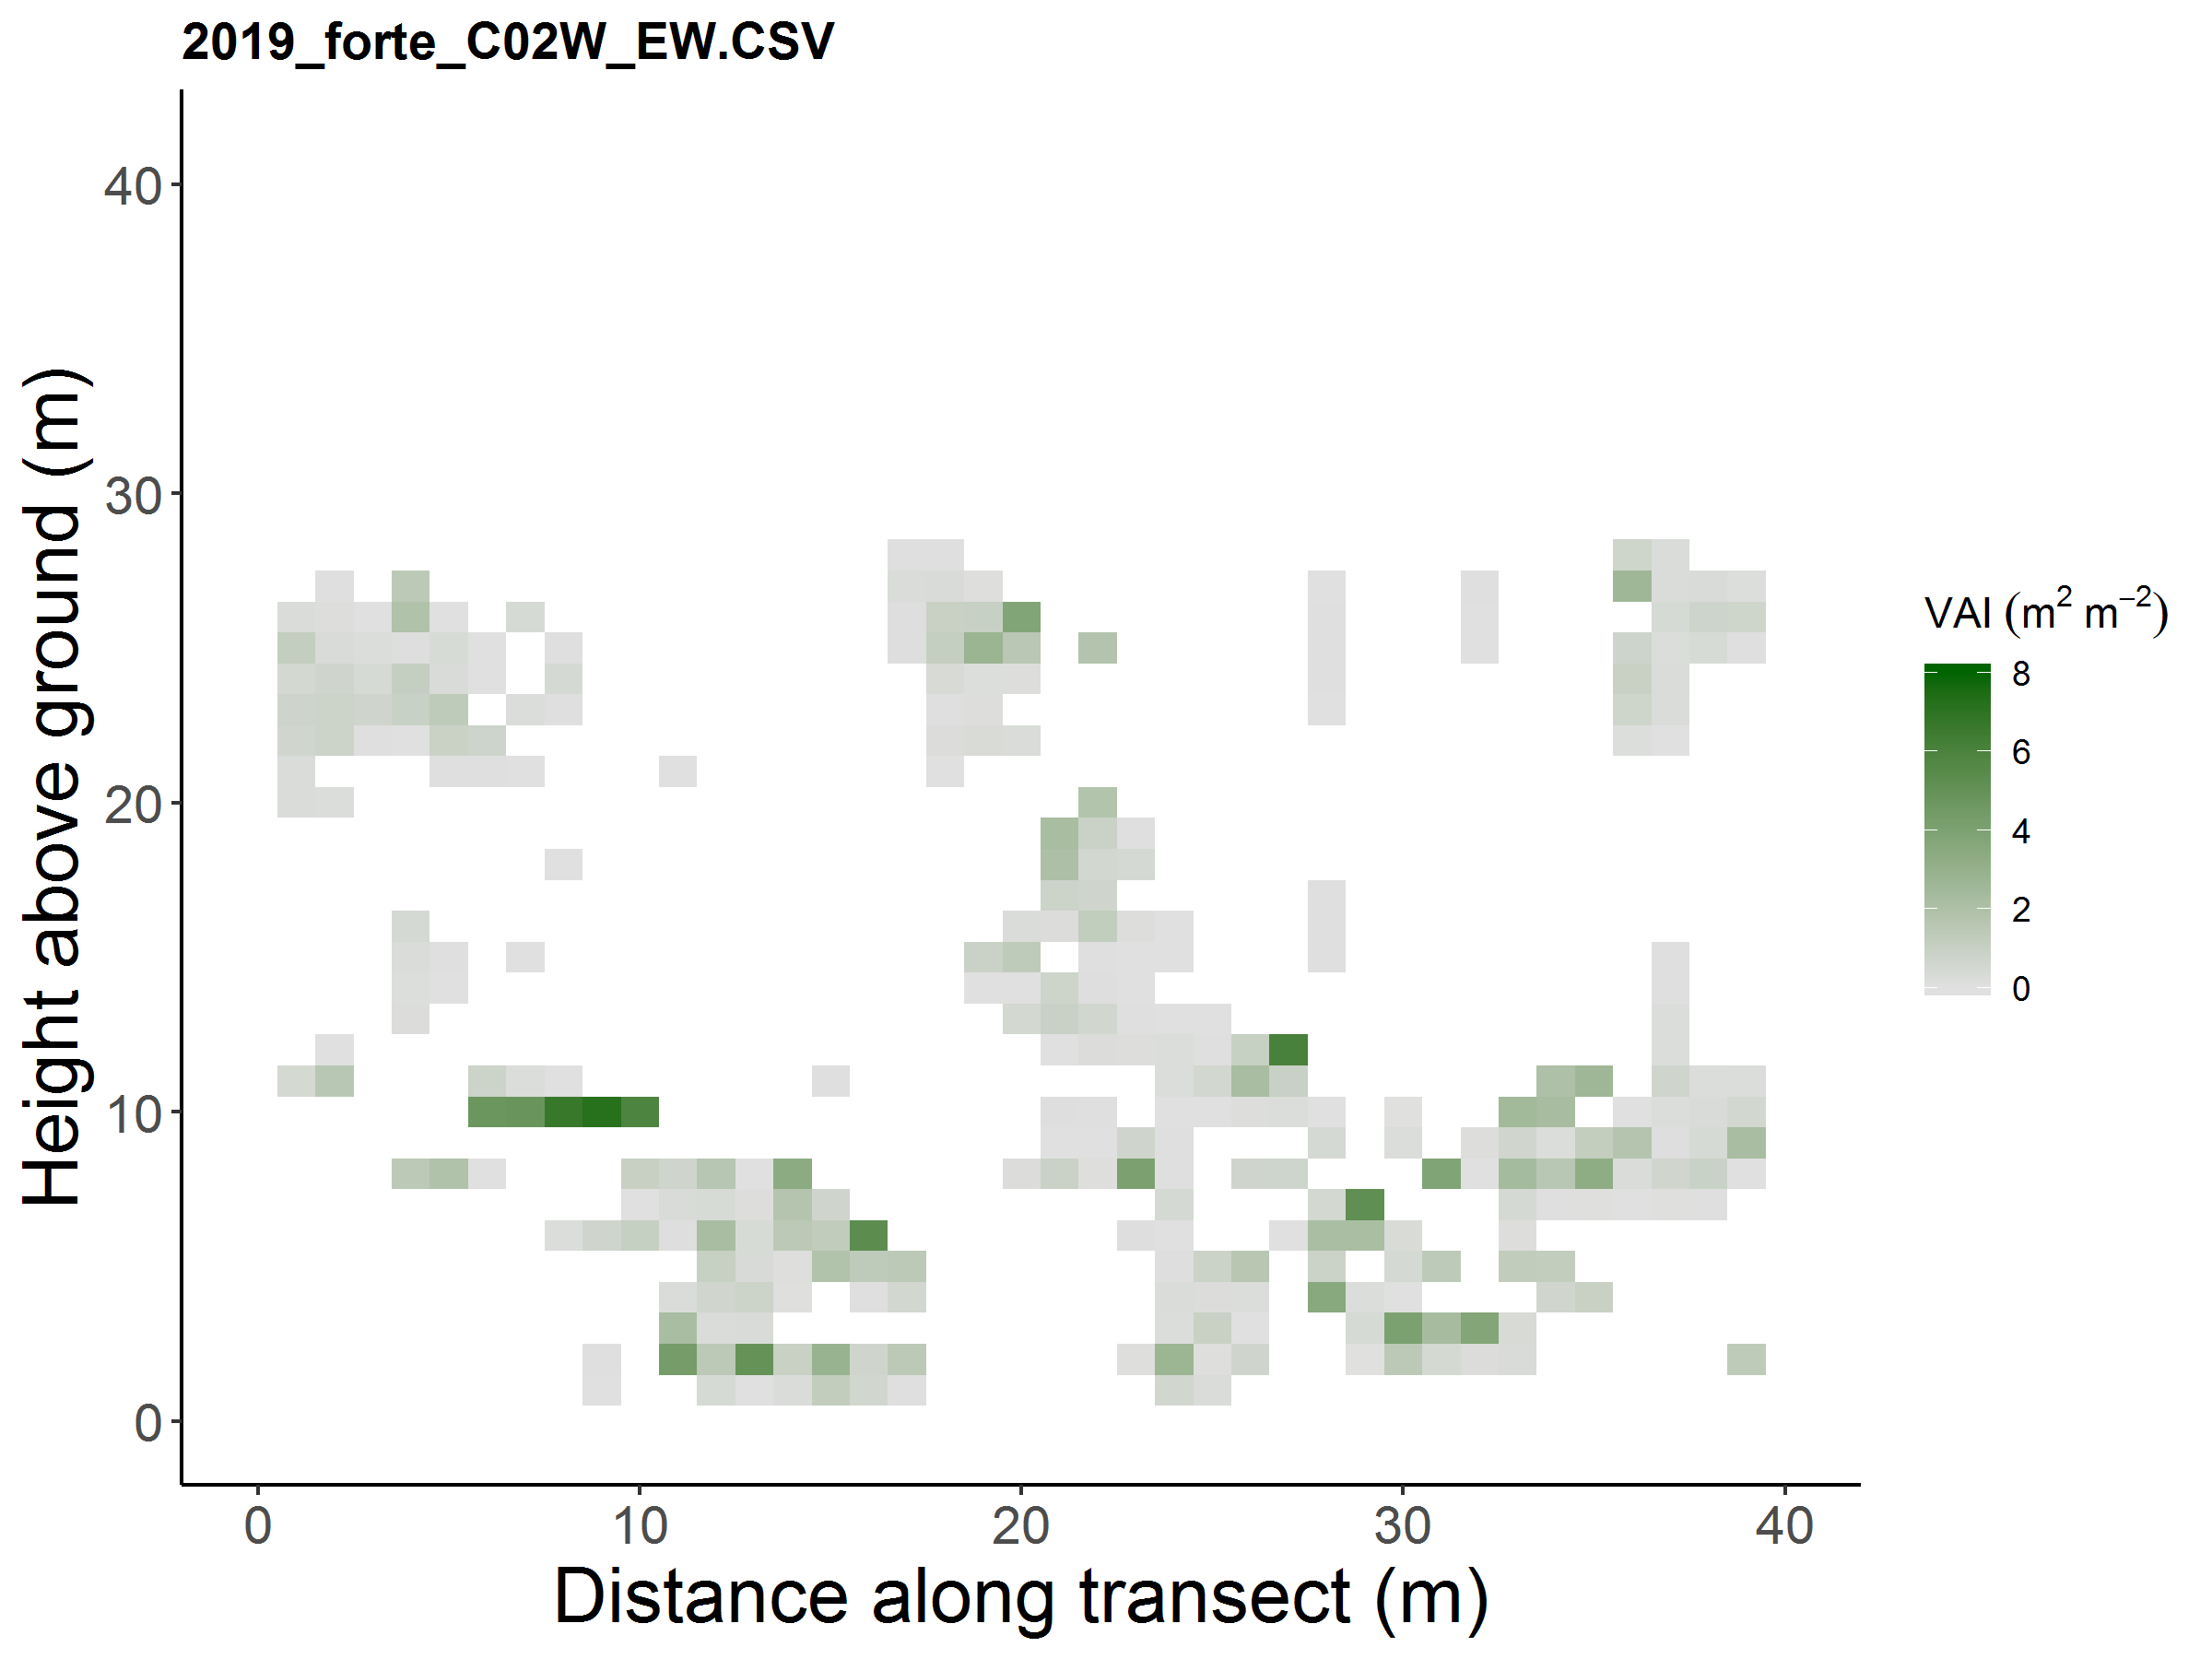 2019_forte_C02W_EW.CSV
Height above ground (m)
40
30
20
10
0
0 10 20 30 40
Distance along transect (m)
VAI (m² m⁻²)
8
6
4
2
0